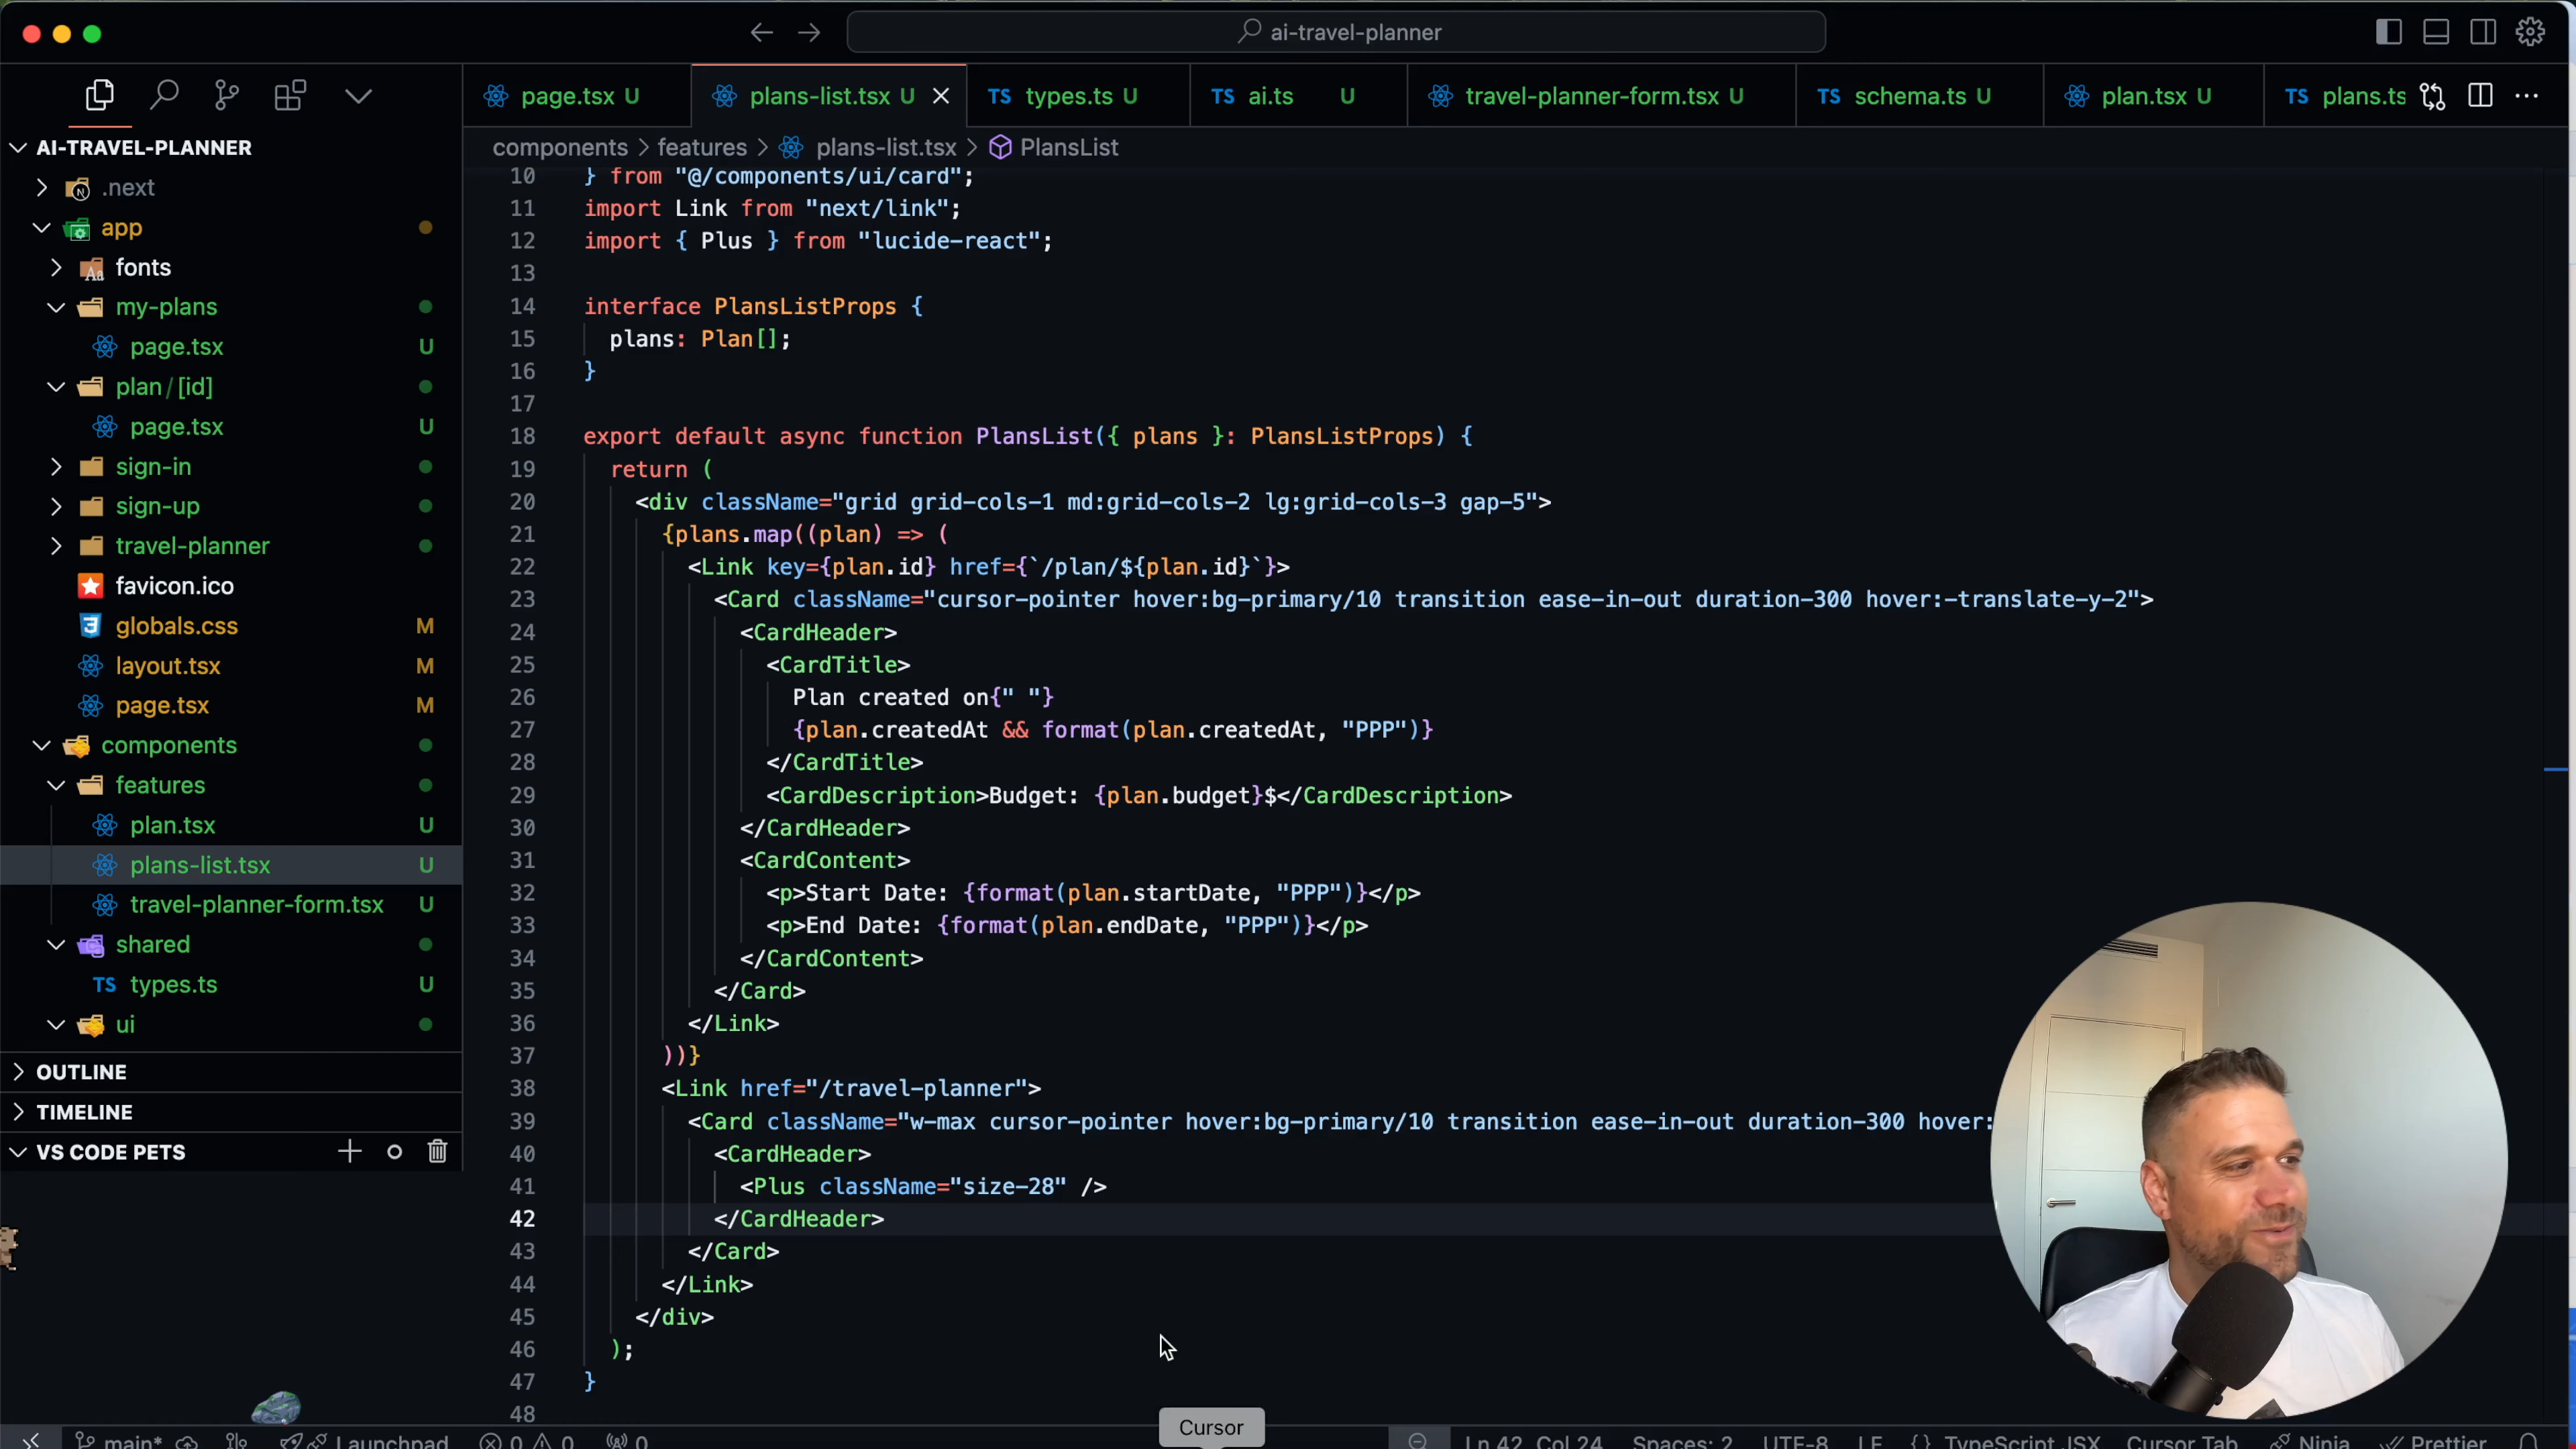 ai-travel-planner
page.tsx U
plans-list.tsx U
TS types.ts U
TS ai.ts U
travel-planner-form.tsx U
TS schema.ts U
plan.tsx U
TS plans.ts
components > features > plans-list.tsx > PlansList
AI-TRAVEL-PLANNER
.next
app
fonts
my-plans
page.tsx U
plan/[id]
page.tsx U
sign-in
sign-up
travel-planner
favicon.ico
globals.css M
layout.tsx M
page.tsx M
components
features
plan.tsx U
plans-list.tsx U
travel-planner-form.tsx U
shared
TS types.ts U
ui
OUTLINE
TIMELINE
VS CODE PETS
10 } from "@/components/ui/card";
11 import Link from "next/link";
12 import { Plus } from "lucide-react";
13
14 interface PlansListProps {
15 plans: Plan[];
16 }
17
18 export default async function PlansList({ plans }: PlansListProps) {
19 return (
20 <div className="grid grid-cols-1 md:grid-cols-2 lg:grid-cols-3 gap-5">
21 {plans.map((plan) => (
22 <Link key={plan.id} href={`/plan/${plan.id}`}>
23 <Card className="cursor-pointer hover:bg-primary/10 transition ease-in-out duration-300 hover:-translate-y-2">
24 <CardHeader>
25 <CardTitle>
26 Plan created on{" "}
27 {plan.createdAt && format(plan.createdAt, "PPP")}
28 </CardTitle>
29 <CardDescription>Budget: {plan.budget}$</CardDescription>
30 </CardHeader>
31 <CardContent>
32 <p>Start Date: {format(plan.startDate, "PPP")}</p>
33 <p>End Date: {format(plan.endDate, "PPP")}</p>
34 </CardContent>
35 </Card>
36 </Link>
37 ))}
38 <Link href="/travel-planner">
39 <Card className="w-max cursor-pointer hover:bg-primary/10 transition ease-in-out duration-300 hover:
40 <CardHeader>
41 <Plus className="size-28" />
42 </CardHeader>
43 </Card>
44 </Link>
45 </div>
46 );
47 }
48
Cursor
main* Launchpad 0 0 0 Ln 42, Col 24 Spaces: 2 UTF-8 LF {} TypeScript JSX Cursor Tab Ninja Prettier